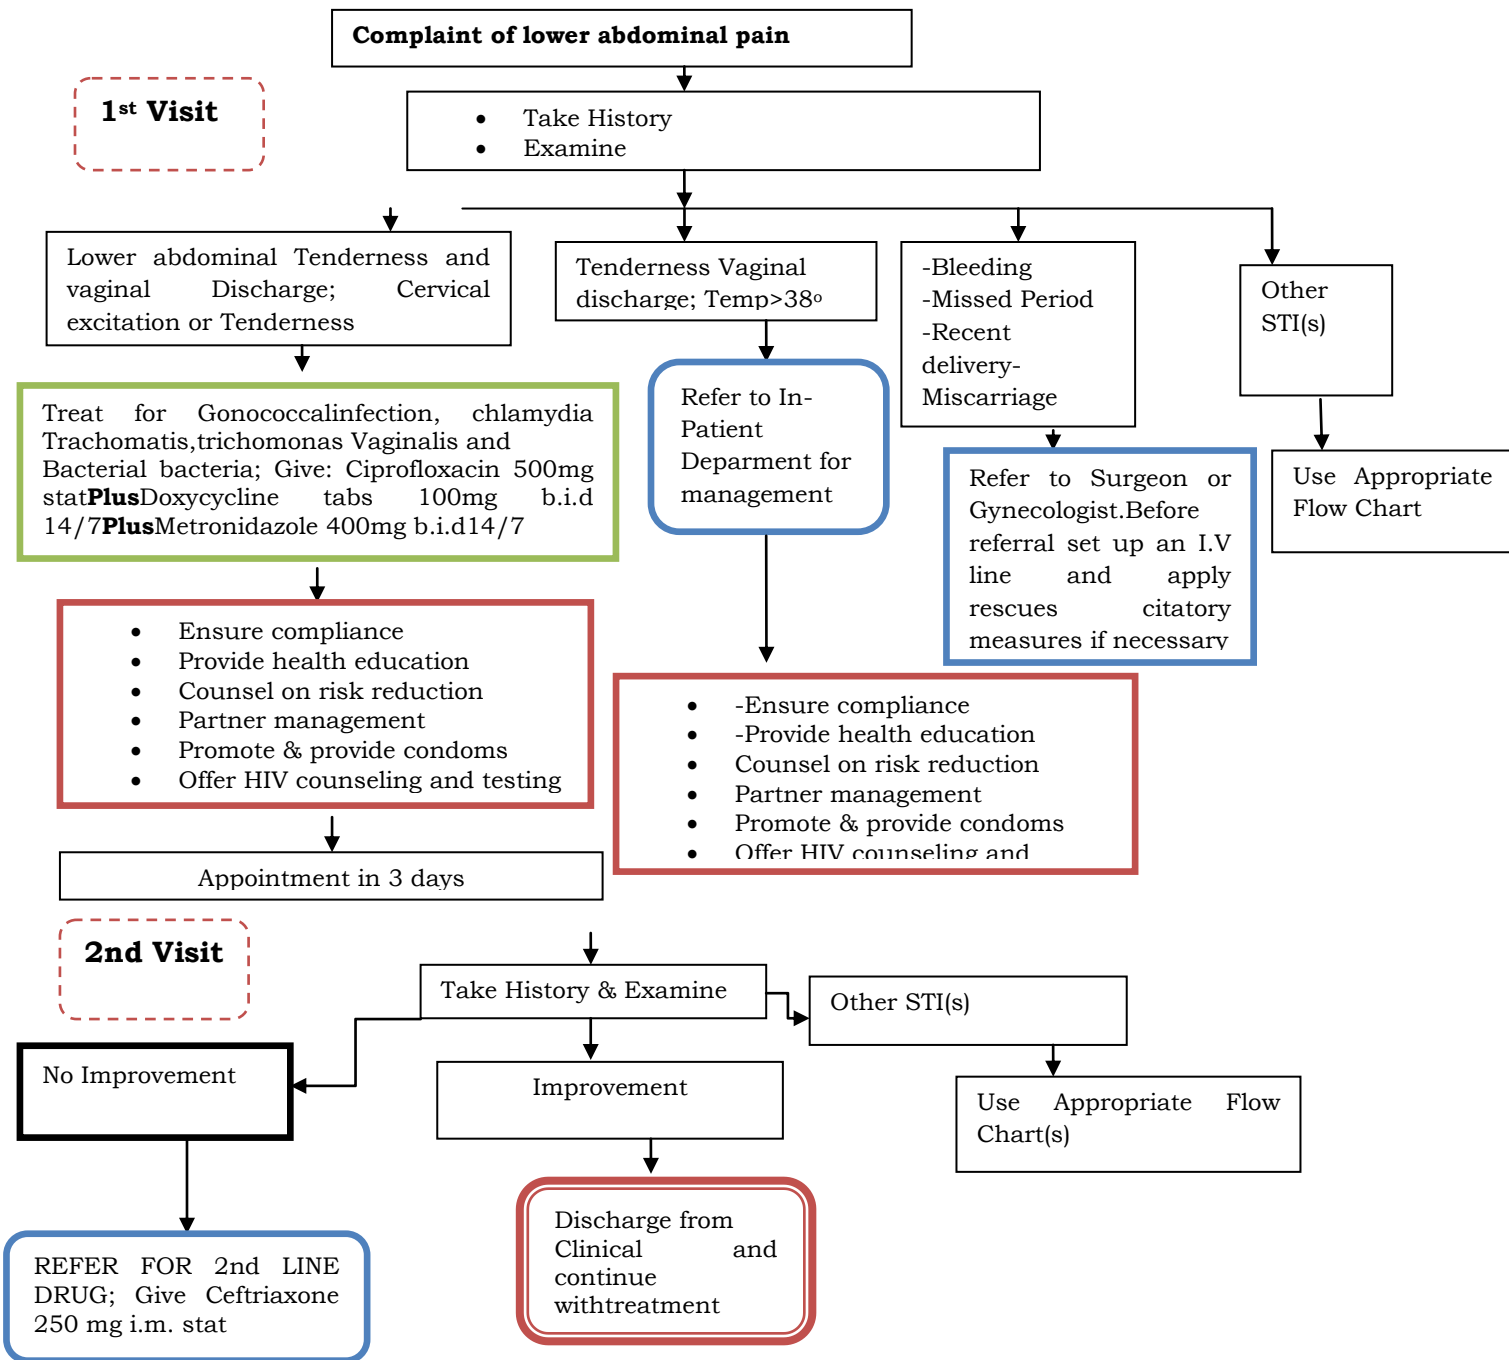 Complaint of lower abdominal pain
1st Visit
• Take History
• Examine
Lower abdominal Tenderness and
vaginal Discharge; Cervical
excitation or Tenderness
Tenderness Vaginal
discharge; Temp>38o
-Bleeding
-Missed Period
-Recent
delivery-
Miscarriage
Other
STI(s)
Treat for Gonococcalinfection, chlamydia
Trachomatis,trichomonas Vaginalis and
Bacterial bacteria; Give: Ciprofloxacin 500mg
statPlusDoxycycline tabs 100mg b.i.d
14/7PlusMetronidazole 400mg b.i.d14/7
Refer to In-
Patient
Deparment for
management
Refer to Surgeon or
Gynecologist.Before
referral set up an I.V
line and apply
rescues citatory
measures if necessary
Use Appropriate
Flow Chart
• Ensure compliance
• Provide health education
• Counsel on risk reduction
• Partner management
• Promote & provide condoms
• Offer HIV counseling and testing
• -Ensure compliance
• -Provide health education
• Counsel on risk reduction
• Partner management
• Promote & provide condoms
• Offer HIV counseling and
Appointment in 3 days
2nd Visit
Take History & Examine
Other STI(s)
No Improvement
Improvement
Use Appropriate Flow
Chart(s)
REFER FOR 2nd LINE
DRUG; Give Ceftriaxone
250 mg i.m. stat
Discharge from
Clinical and
continue
withtreatment